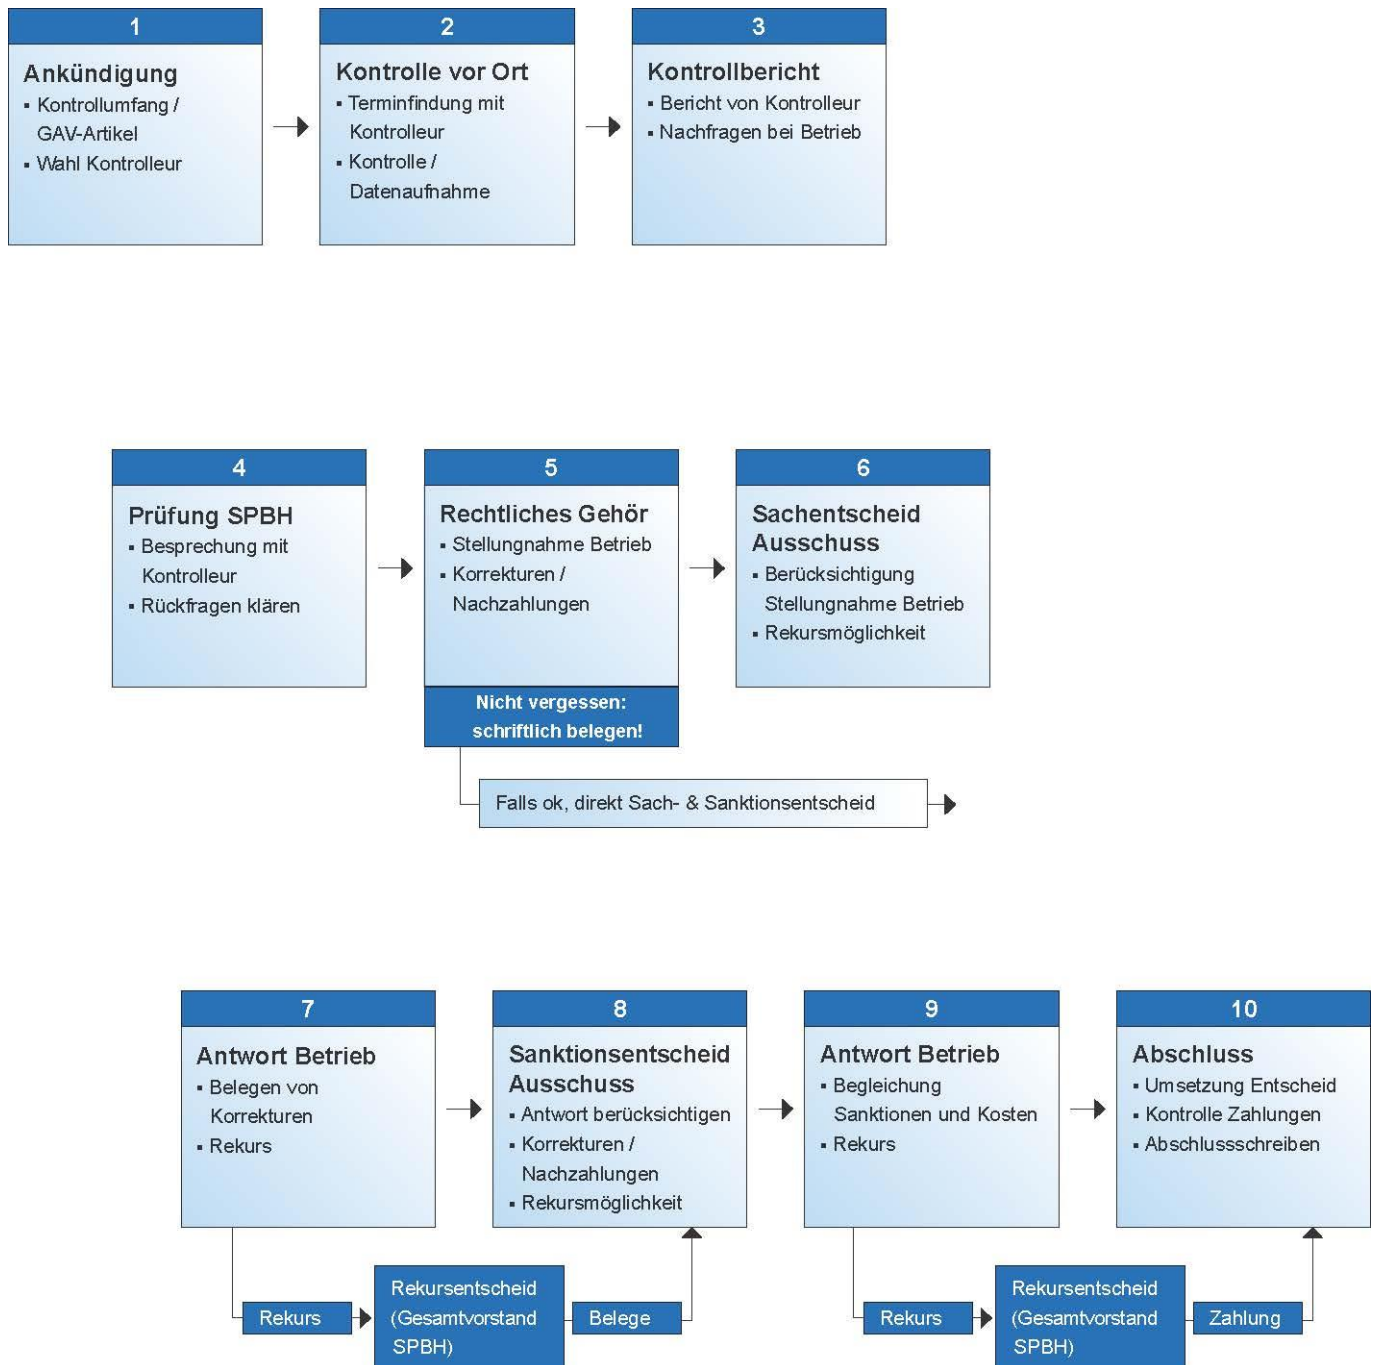 1
Ankündigung
▪ Kontrollumfang /
GAV-Artikel
▪ Wahl Kontrolleur
2
Kontrolle vor Ort
▪ Terminfindung mit
Kontrolleur
▪ Kontrolle /
Datenaufnahme
3
Kontrollbericht
▪ Bericht von Kontrolleur
▪ Nachfragen bei Betrieb
4
Prüfung SPBH
▪ Besprechung mit
Kontrolleur
▪ Rückfragen klären
5
Rechtliches Gehör
▪ Stellungnahme Betrieb
▪ Korrekturen /
Nachzahlungen
Nicht vergessen:
schriftlich belegen!
Falls ok, direkt Sach- & Sanktionsentscheid
6
Sachentscheid
Ausschuss
▪ Berücksichtigung
Stellungnahme Betrieb
▪ Rekursmöglichkeit
7
Antwort Betrieb
▪ Belegen von
Korrekturen
▪ Rekurs
Rekurs
Rekursentscheid
(Gesamtvorstand
SPBH)
Belege
8
Sanktionsentscheid
Ausschuss
▪ Antwort berücksichtigen
▪ Korrekturen /
Nachzahlungen
▪ Rekursmöglichkeit
9
Antwort Betrieb
▪ Begleichung
Sanktionen und Kosten
▪ Rekurs
Rekurs
Rekursentscheid
(Gesamtvorstand
SPBH)
Zahlung
10
Abschluss
▪ Umsetzung Entscheid
▪ Kontrolle Zahlungen
▪ Abschlussschreiben